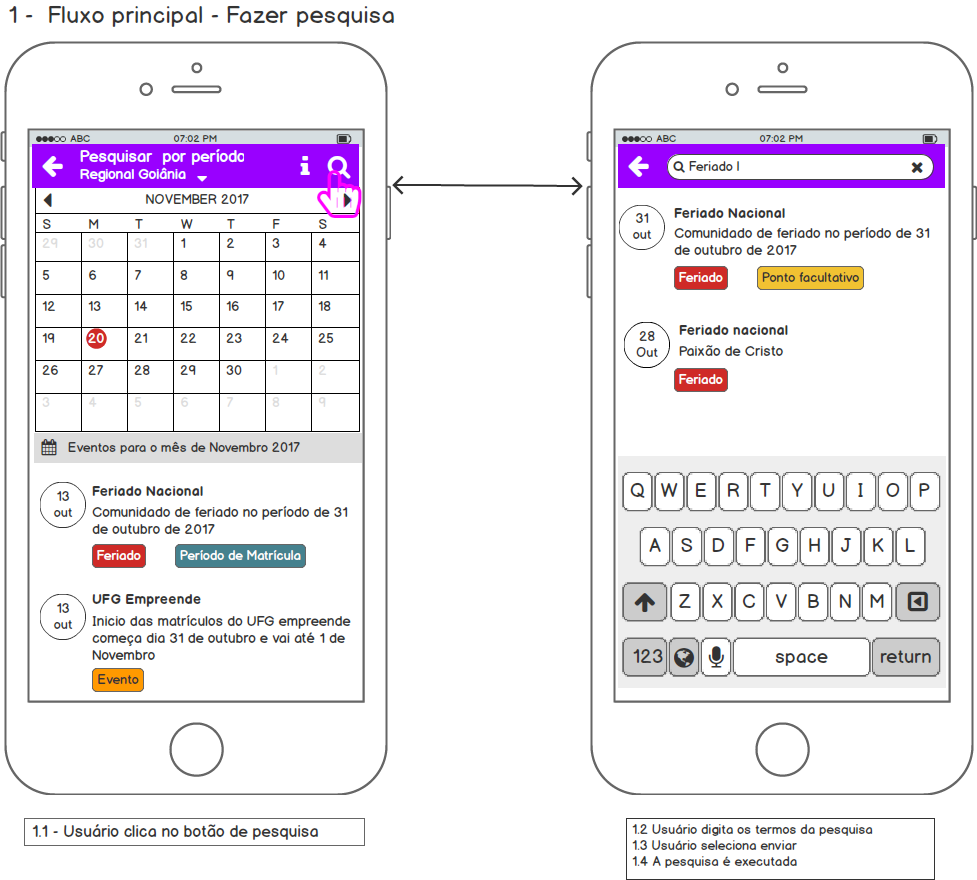 1 - Fluxo principal - Fazer pesquisa
ABC 07:02 PM
Pesquisar por período
Regional Goiânia
NOVEMBER 2017
S M T W T F S
29 30 31 1 2 3 4
5 6 7 8 9 10 11
12 13 14 15 16 17 18
19 20 21 22 23 24 25
26 27 28 29 30 1 2
3 4 5 6 7 8 9
Eventos para o mês de Novembro 2017
13
out
Feriado Nacional
Comunidado de feriado no período de 31
de outubro de 2017
Feriado Período de Matrícula
13
out
UFG Empreende
Inicio das matrículos do UFG empreende
começa dia 31 de outubro e vai até 1 de
Novembro
Evento
1.1 - Usuário clica no botão de pesquisa
ABC 07:02 PM
Feriado |
31
out
Feriado Nacional
Comunidado de feriado no período de 31
de outubro de 2017
Feriado Ponto facultativo
28
Out
Feriado nacional
Paixão de Cristo
Feriado
Q W E R T Y U I O P
A S D F G H J K L
Z X C V B N M
123 space return
1.2 Usuário digita os termos da pesquisa
1.3 Usuário seleciona enviar
1.4 A pesquisa é executada